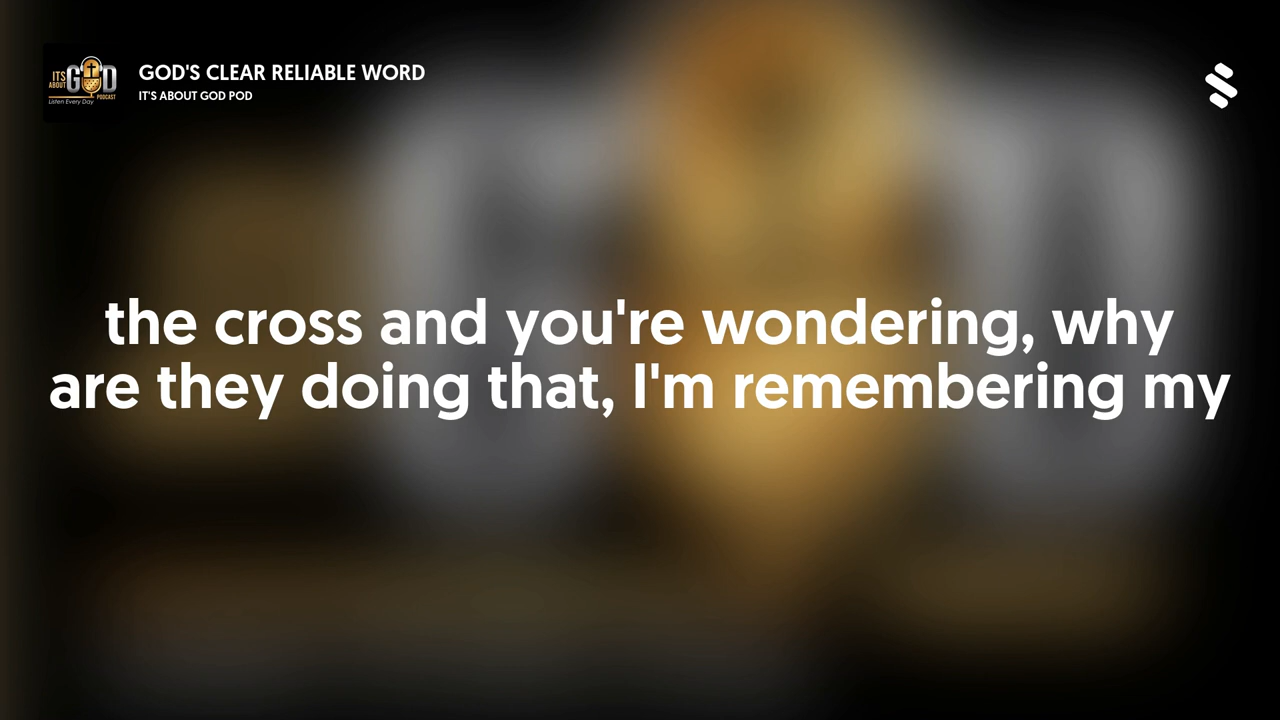 ITS
ABOUT
GOD
PODCAST
Listen Every Day
GOD'S CLEAR RELIABLE WORD
IT'S ABOUT GOD POD
the cross and you're wondering, why
are they doing that, I'm remembering my